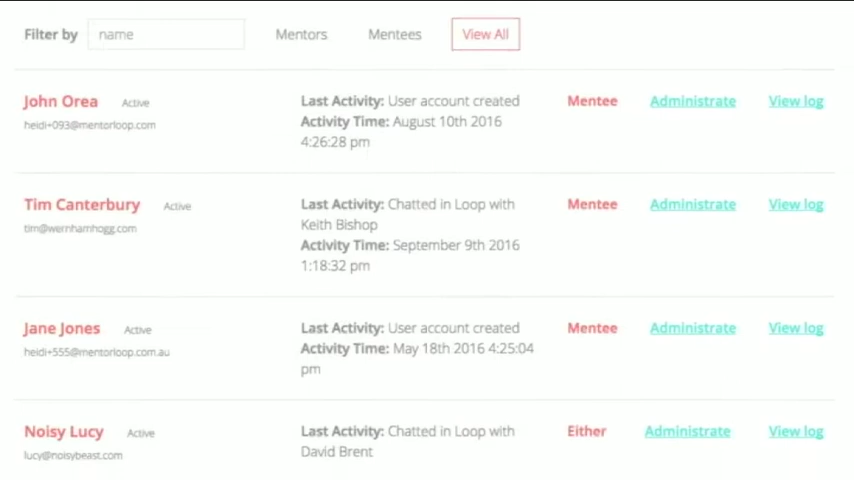 Filter by name Mentors Mentees View All
John Orea Active Last Activity: User account created Mentee Administrate View log
heidi+093@mentorloop.com Activity Time: August 10th 2016
4:26:28 pm
Tim Canterbury Active Last Activity: Chatted in Loop with Mentee Administrate View log
tim@wernhamhogg.com Keith Bishop
Activity Time: September 9th 2016
1:18:32 pm
Jane Jones Active Last Activity: User account created Mentee Administrate View log
heidi+555@mentorloop.com.au Activity Time: May 18th 2016 4:25:04
pm
Noisy Lucy Active Last Activity: Chatted in Loop with Either Administrate View log
lucy@noisybeast.com David Brent